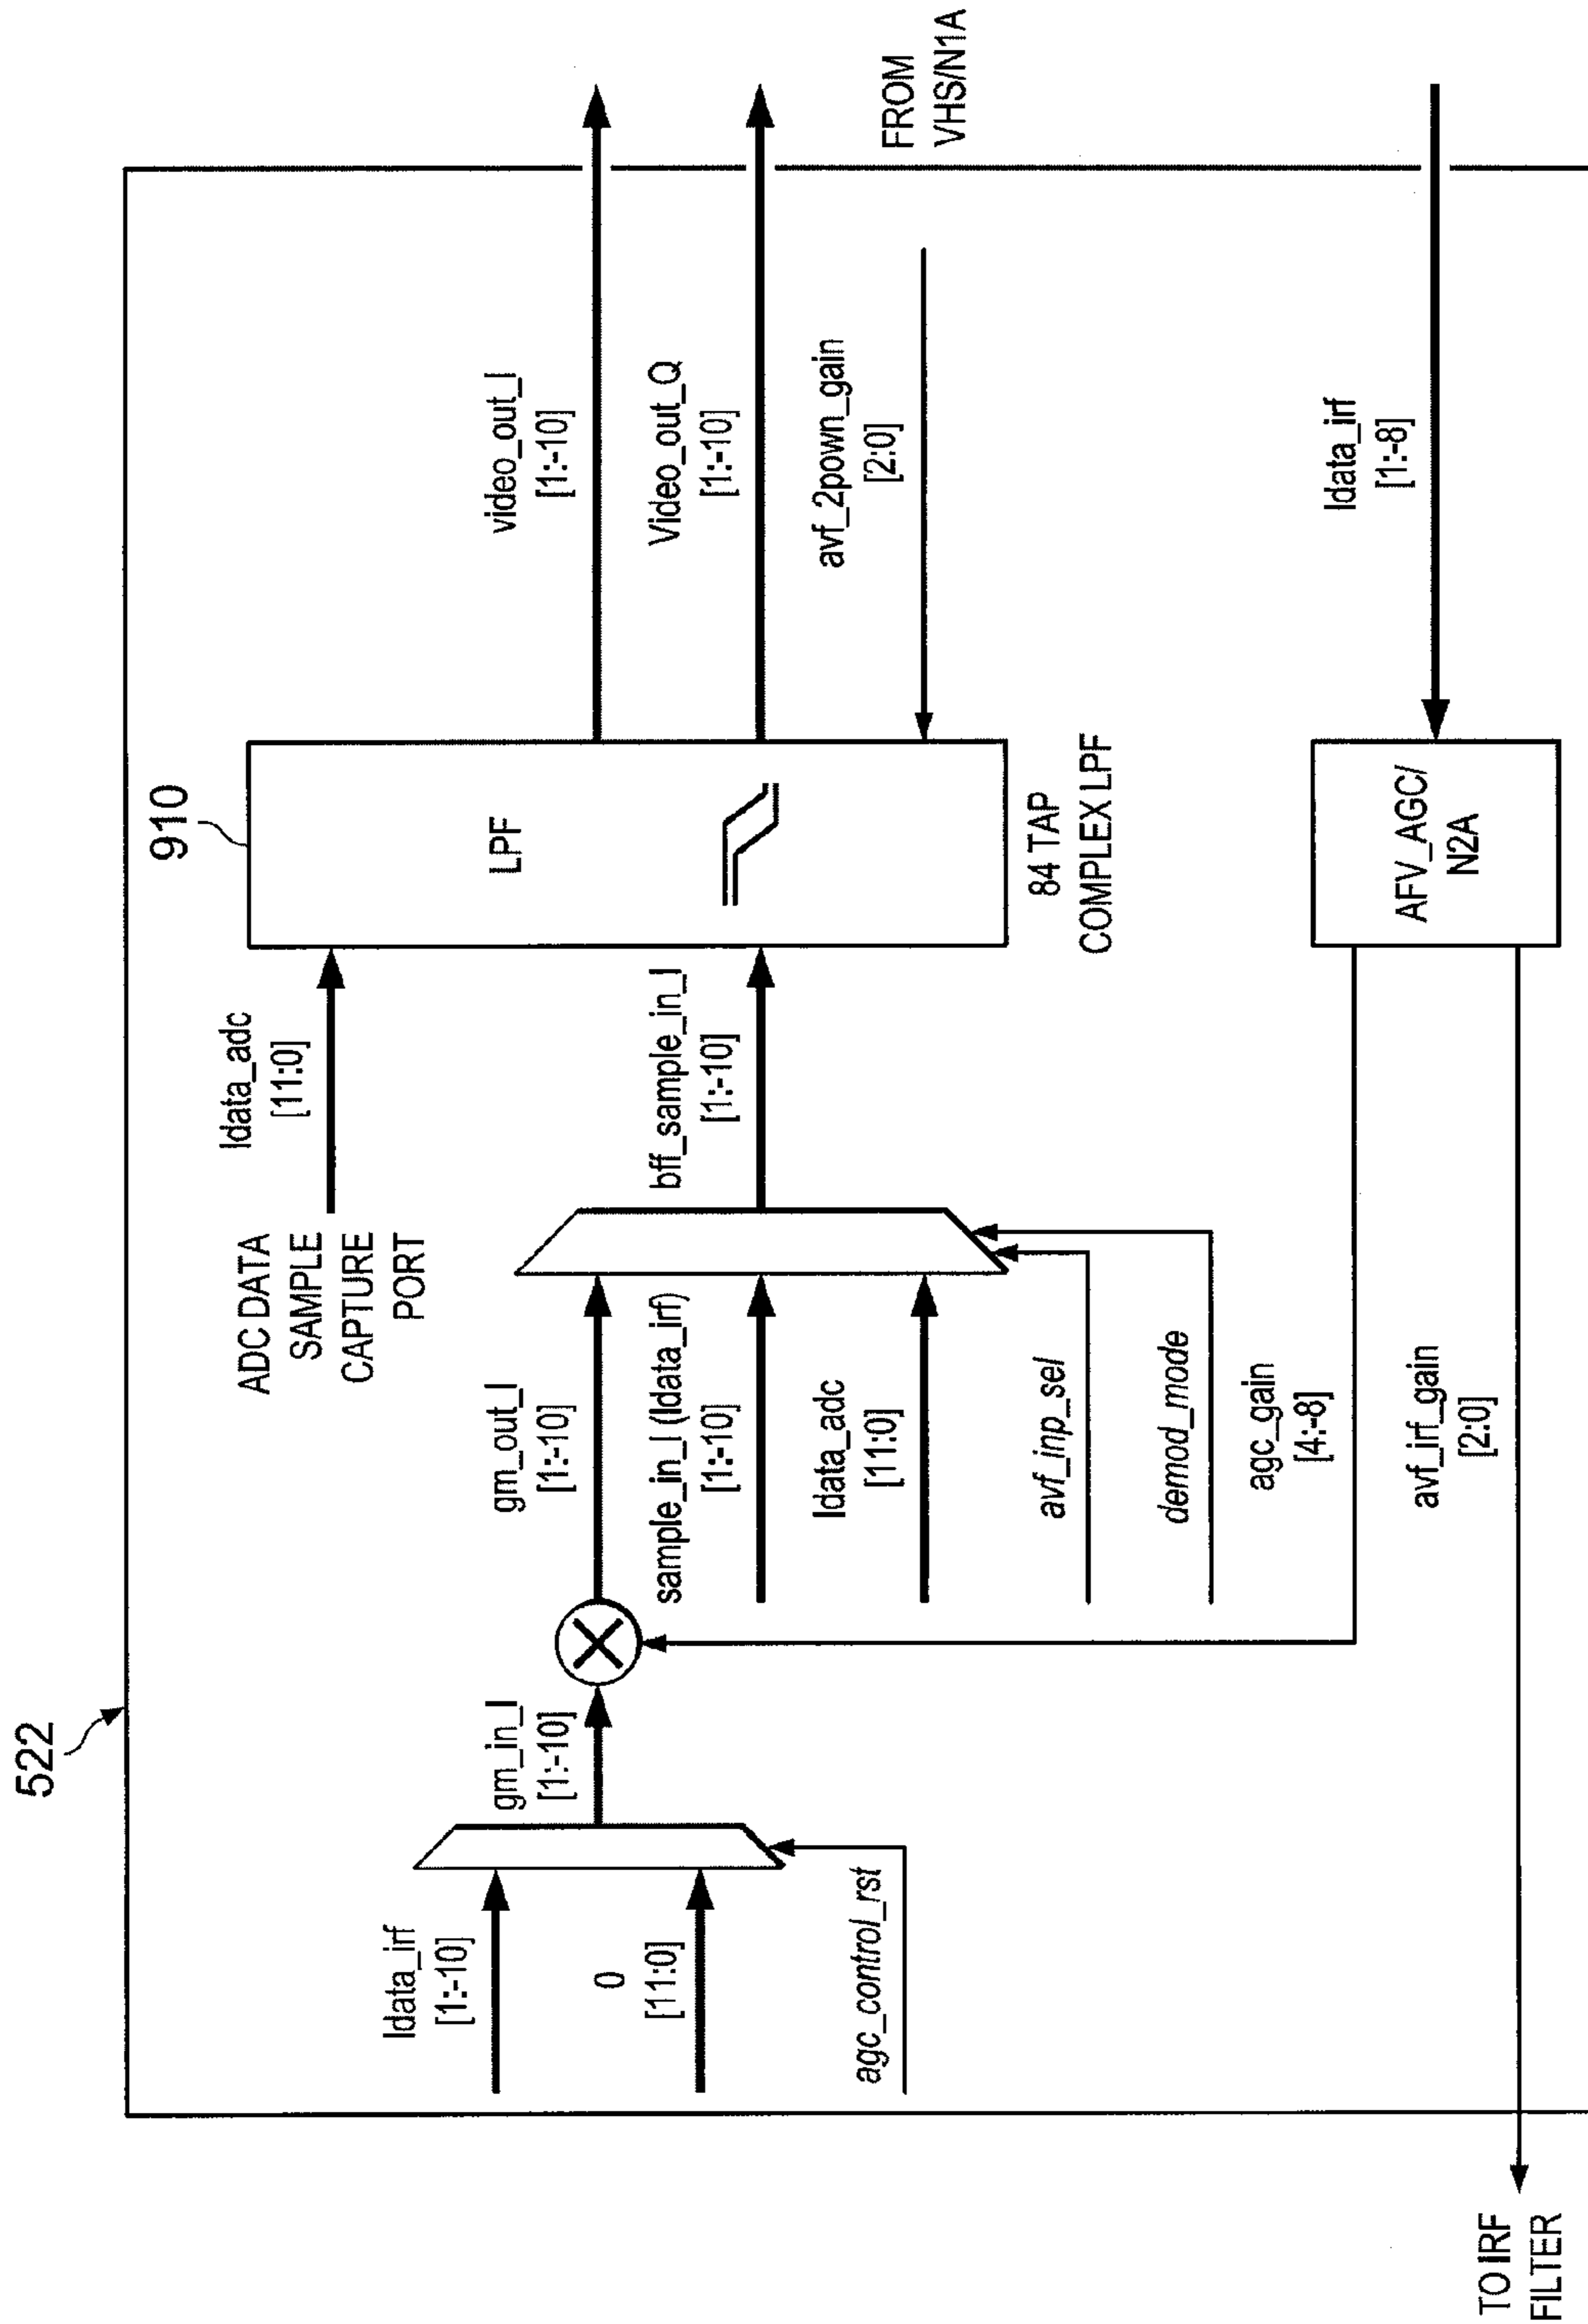 522
910
Idata_irf
[1:-10]
0
[11:0]
agc_control_rst
gm_in_I
[1:-10]
gm_out_I
[1:-10]
sample_in_I (Idata_irf)
[1:-10]
Idata_adc
[11:0]
avf_inp_sel
demod_mode
agc_gain
[4:-8]
avf_irf_gain
[2:0]
ADC DATA
SAMPLE
CAPTURE
PORT
Idata_adc
[11:0]
bff_sample_in_I
[1:-10]
LPF
84 TAP
COMPLEX LPF
AFV_AGC/
N2A
video_out_I
[1:-10]
Video_out_Q
[1:-10]
avf_2pown_gain
[2:0]
FROM
VHS/N1A
Idata_irf
[1:-8]
TO IRF
FILTER